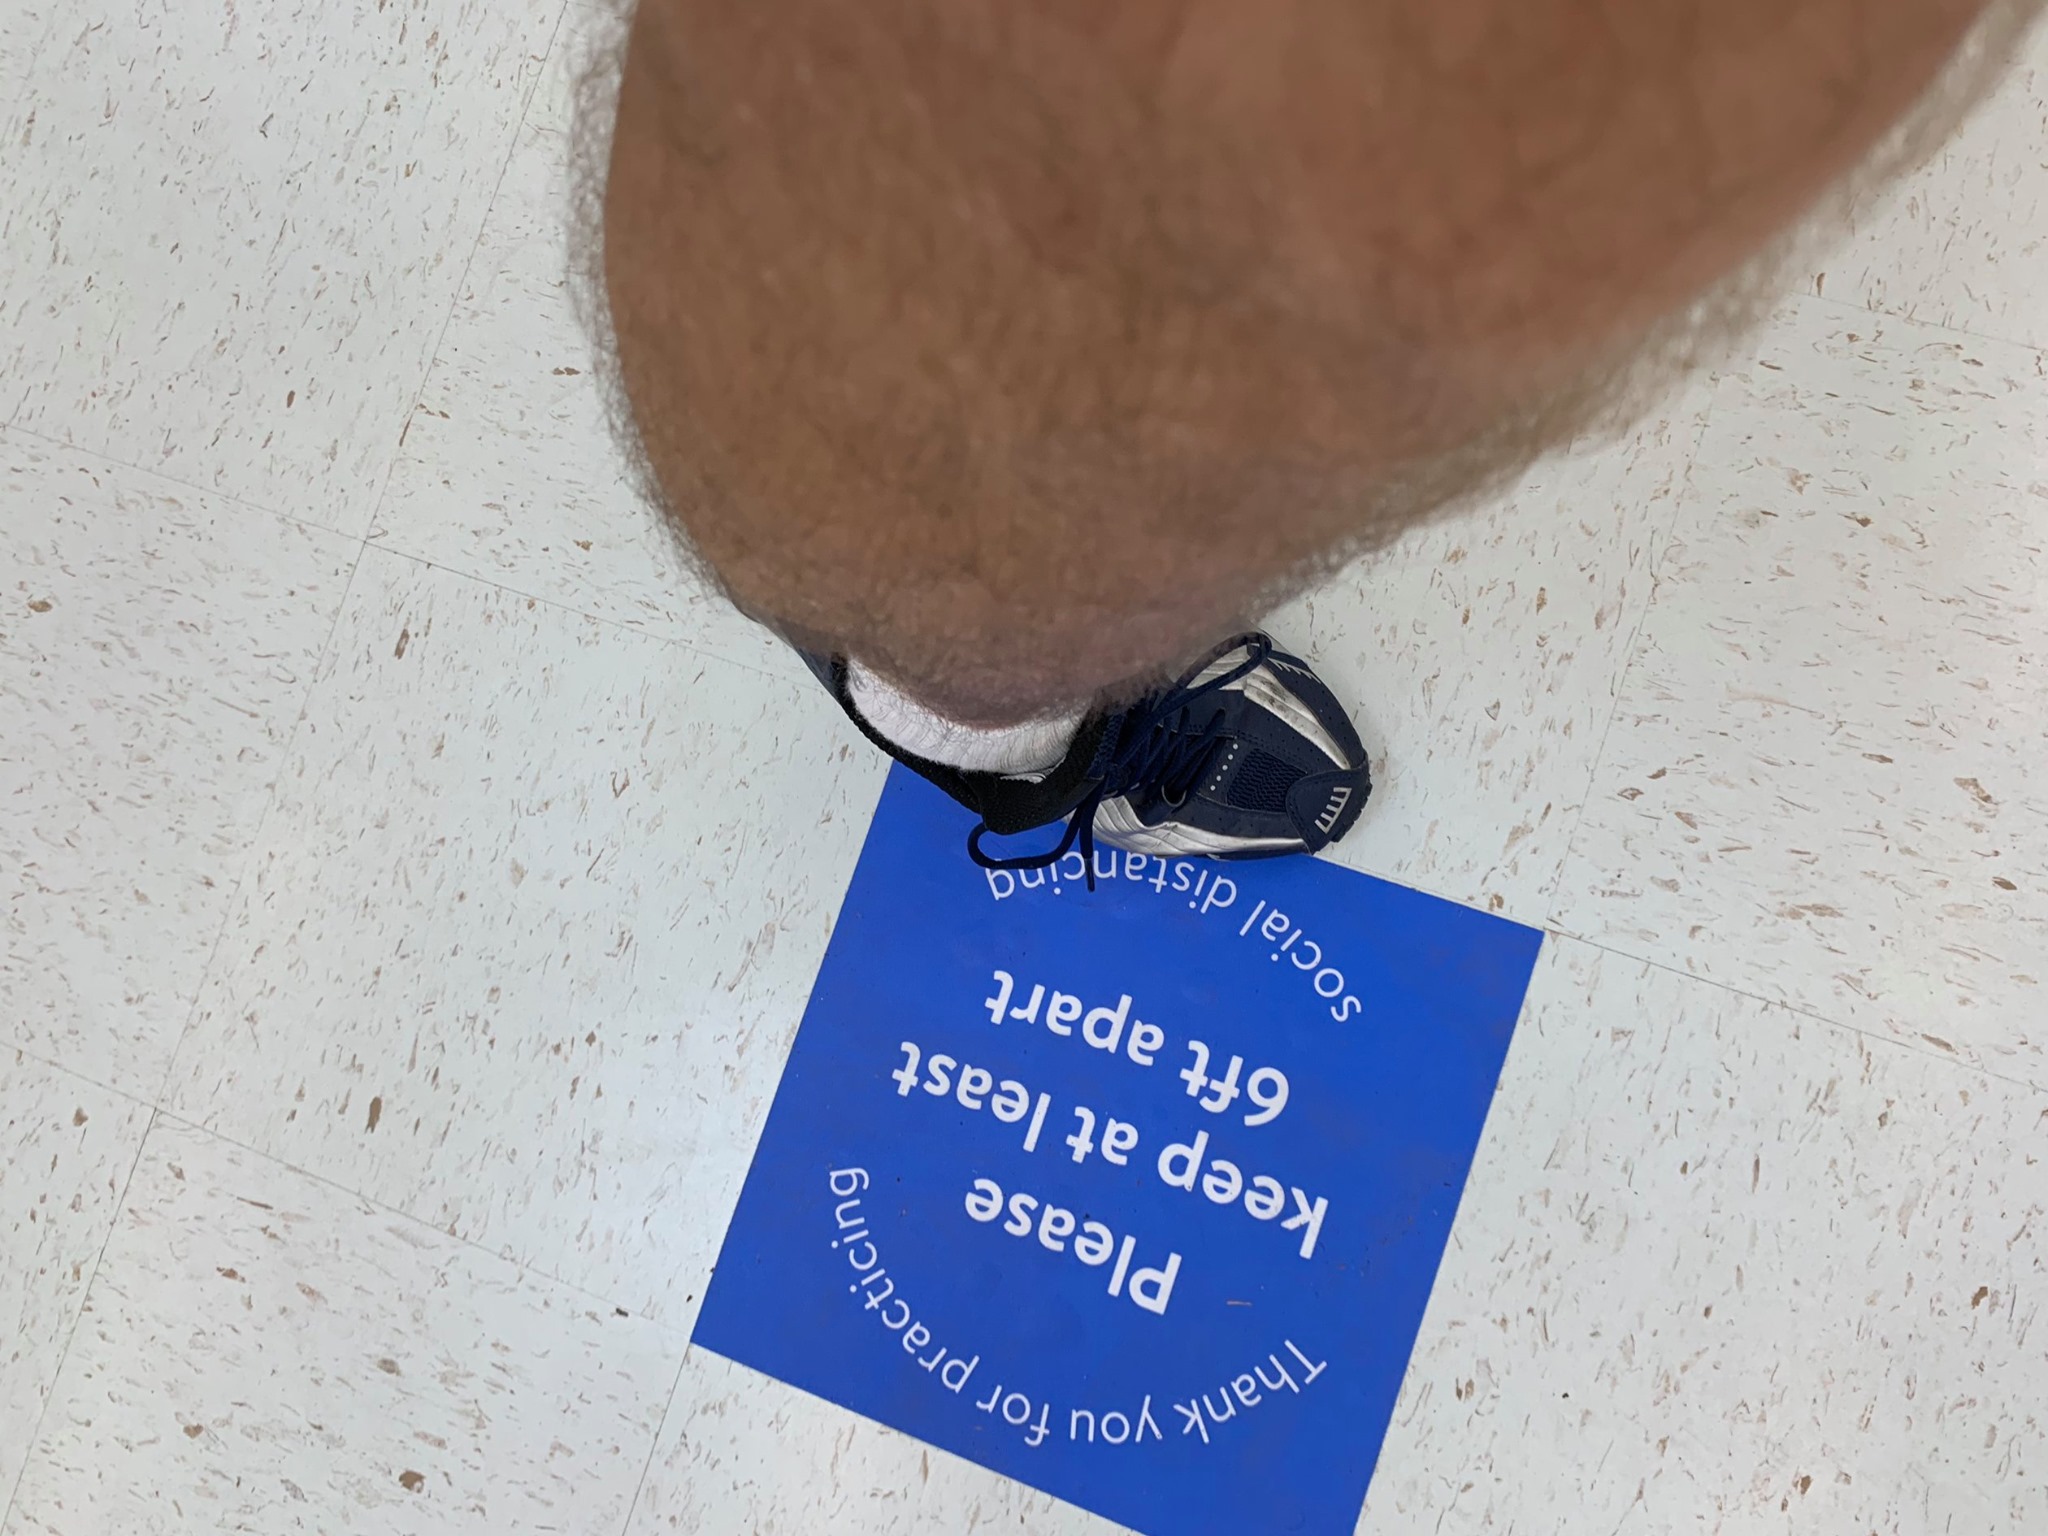 Thank you for practicing
Please
keep at least
6ft apart
social distancing